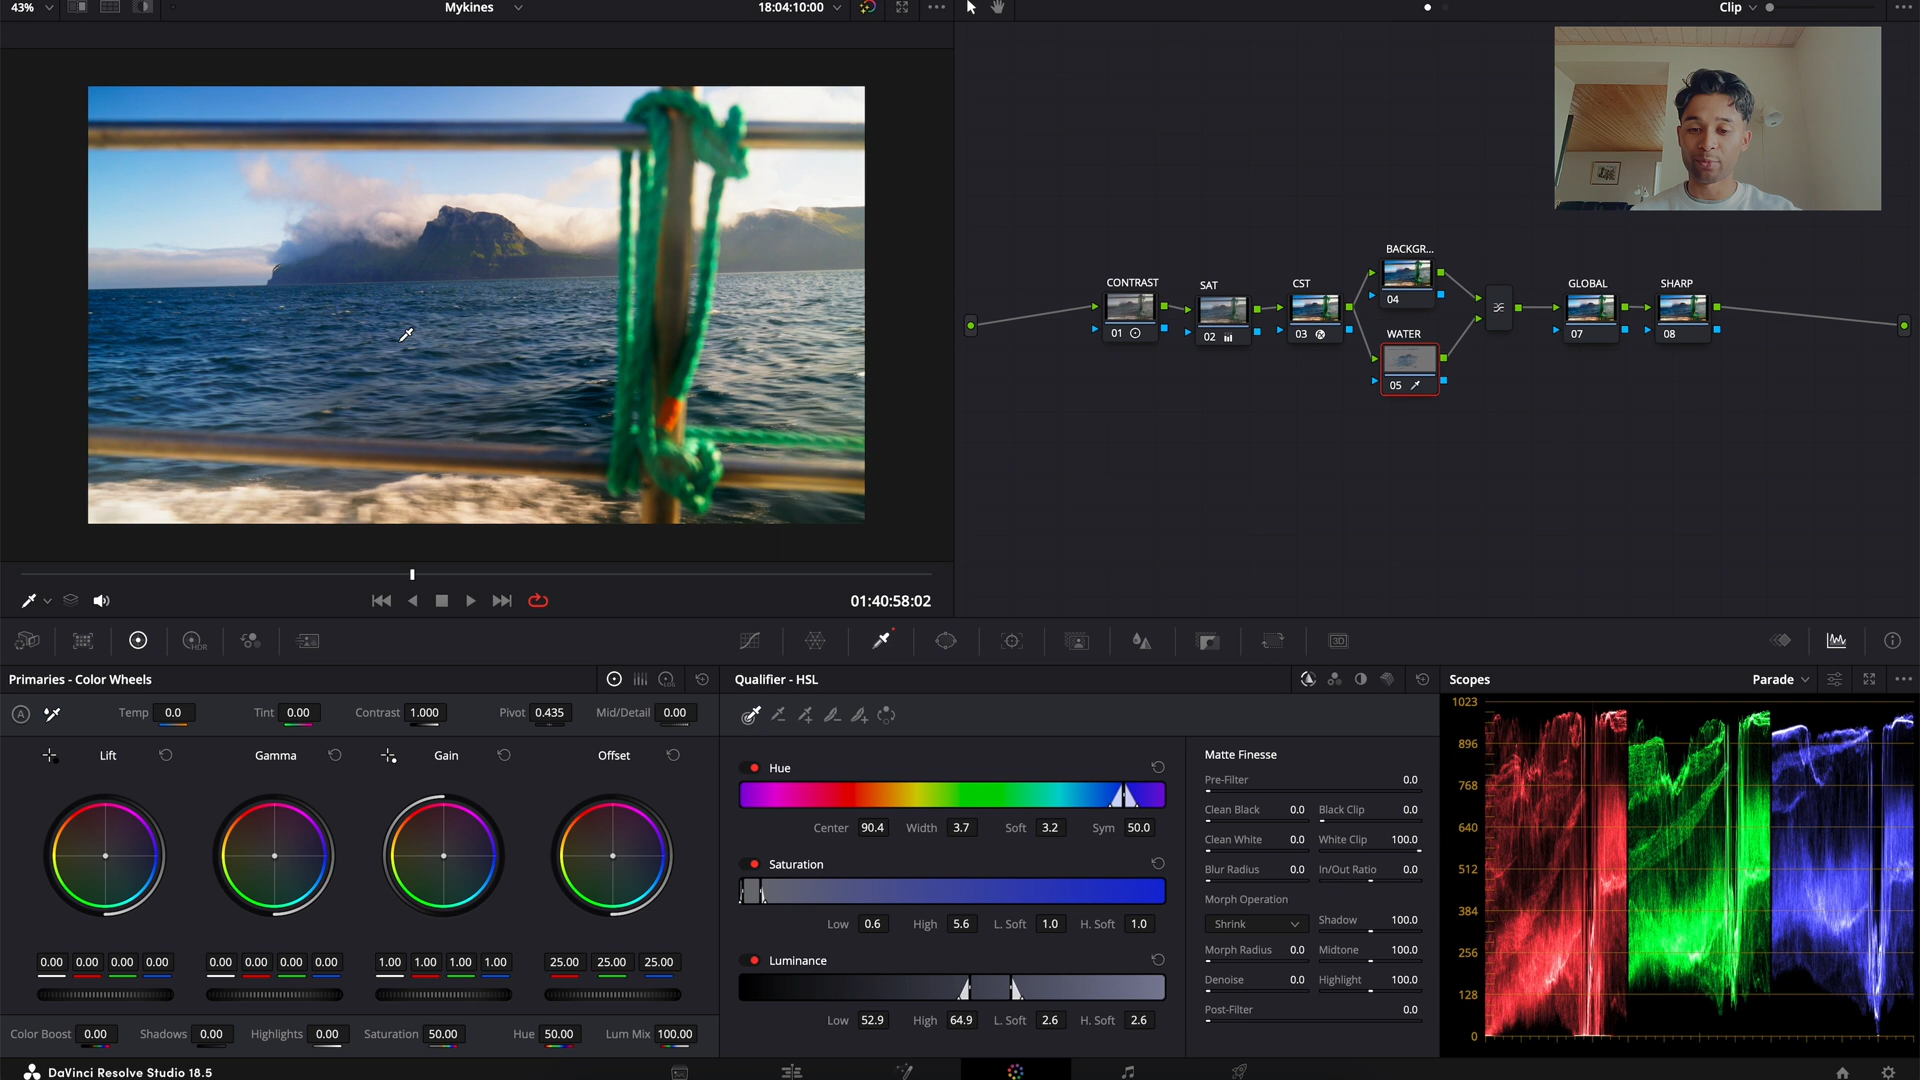 43%
Mykines
18:04:10:00
Clip
CONTRAST
01
SAT
02
CST
03
BACKGR...
04
WATER
05
GLOBAL
07
SHARP
08
01:40:58:02
HDR
3D
Primaries - Color Wheels
LOG
A
Temp 0.0
Tint 0.00
Contrast 1.000
Pivot 0.435
Mid/Detail 0.00
Lift
Gamma
Gain
Offset
0.00 0.00 0.00 0.00
0.00 0.00 0.00 0.00
1.00 1.00 1.00 1.00
25.00 25.00 25.00
Color Boost 0.00
Shadows 0.00
Highlights 0.00
Saturation 50.00
Hue 50.00
Lum Mix 100.00
Qualifier - HSL
Hue
Center 90.4
Width 3.7
Soft 3.2
Sym 50.0
Saturation
Low 0.6
High 5.6
L. Soft 1.0
H. Soft 1.0
Luminance
Low 52.9
High 64.9
L. Soft 2.6
H. Soft 2.6
Matte Finesse
Pre-Filter 0.0
Clean Black 0.0
Black Clip 0.0
Clean White 0.0
White Clip 100.0
Blur Radius 0.0
In/Out Ratio 0.0
Morph Operation
Shrink
Shadow 100.0
Morph Radius 0.0
Midtone 100.0
Denoise 0.0
Highlight 100.0
Post-Filter 0.0
Scopes
Parade
1023
896
768
640
512
384
256
128
0
DaVinci Resolve Studio 18.5